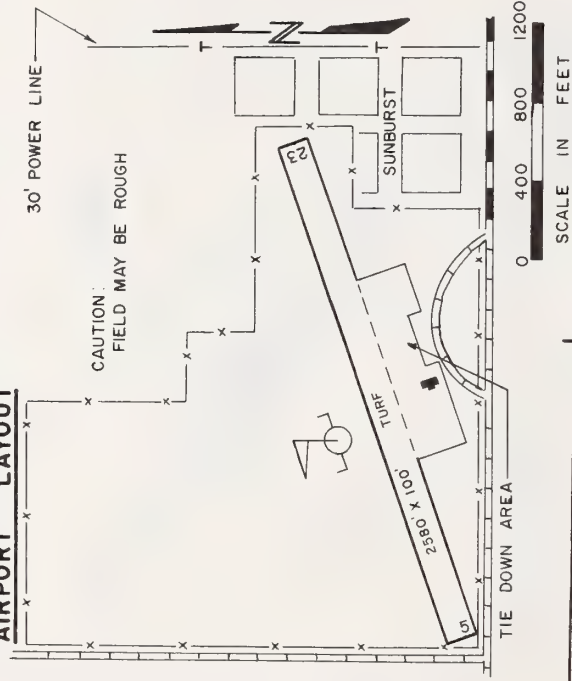 AIRPORT LAYOUT
30' POWER LINE
CAUTION:
FIELD MAY BE ROUGH
N
T
T
23
SUNBURST
TURF
2580' X 100'
5
TIE DOWN AREA
0 400 800 1200
SCALE IN FEET